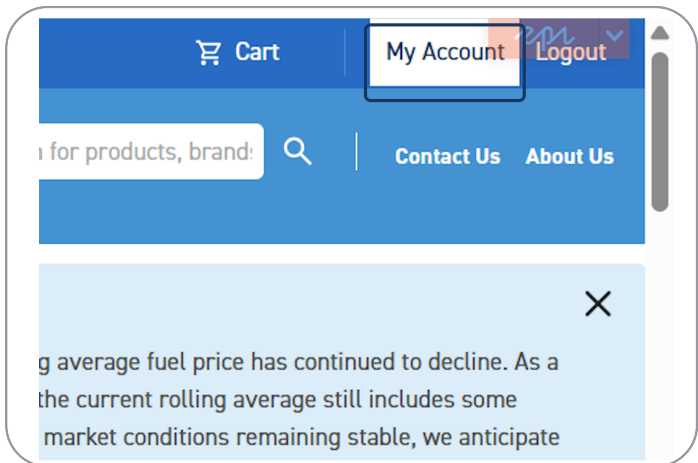 Cart
My Account
Logout
for products, brands
Contact Us
About Us
g average fuel price has continued to decline. As a
the current rolling average still includes some
market conditions remaining stable, we anticipate